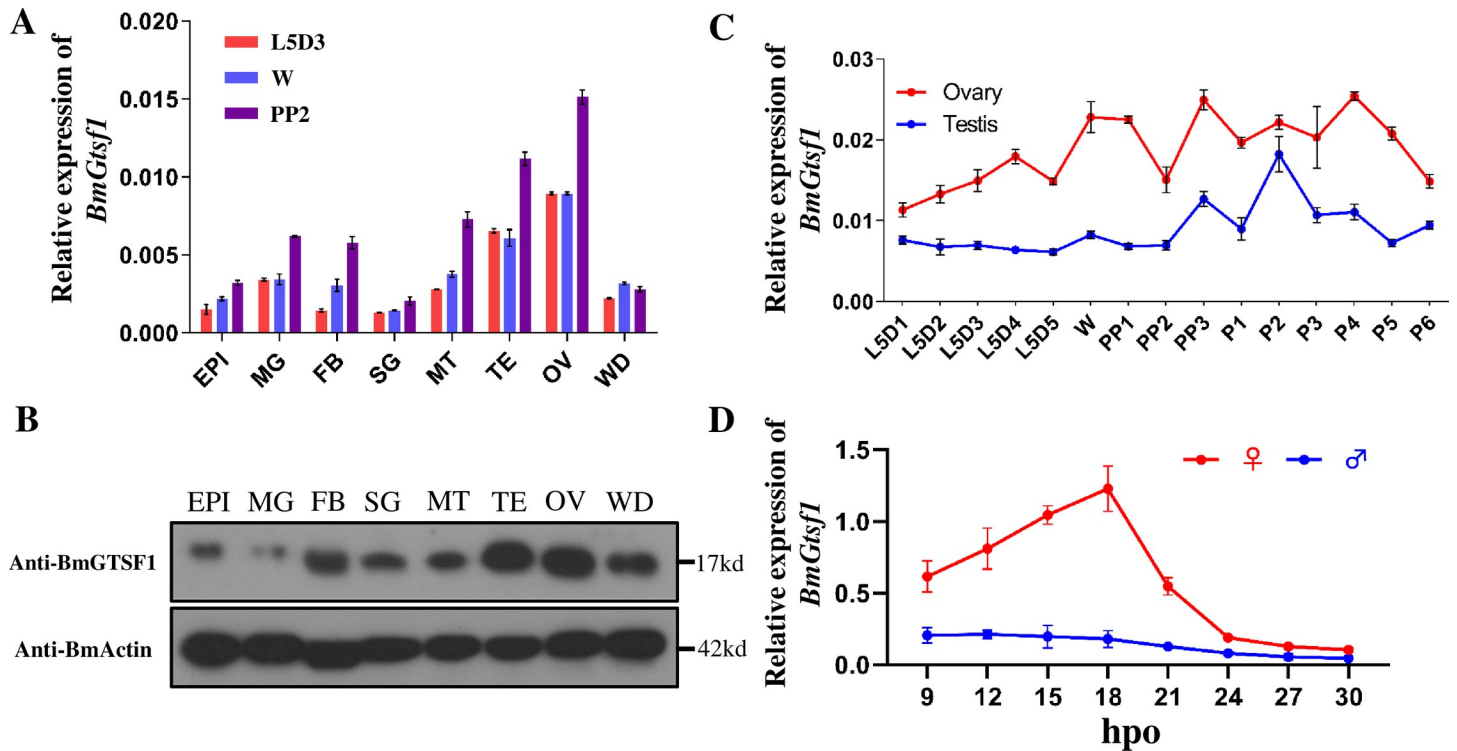 A
Relative expression of
BmGtsf1
0.020
0.015
0.010
0.005
0.000
L5D3
W
PP2
EPI MG FB SG MT TE OV WD
B
EPI MG FB SG MT TE OV WD
Anti-BmGTSF1
17kd
Anti-BmActin
42kd
C
Relative expression of
BmGtsf1
0.03
0.02
0.01
0.00
Ovary
Testis
L5D1 L5D2 L5D3 L5D4 L5D5 W PP1 PP2 PP3 P1 P2 P3 P4 P5 P6
D
Relative expression of
BmGtsf1
1.5
1.0
0.5
0.0
♀ ♂
9 12 15 18 21 24 27 30
hpo